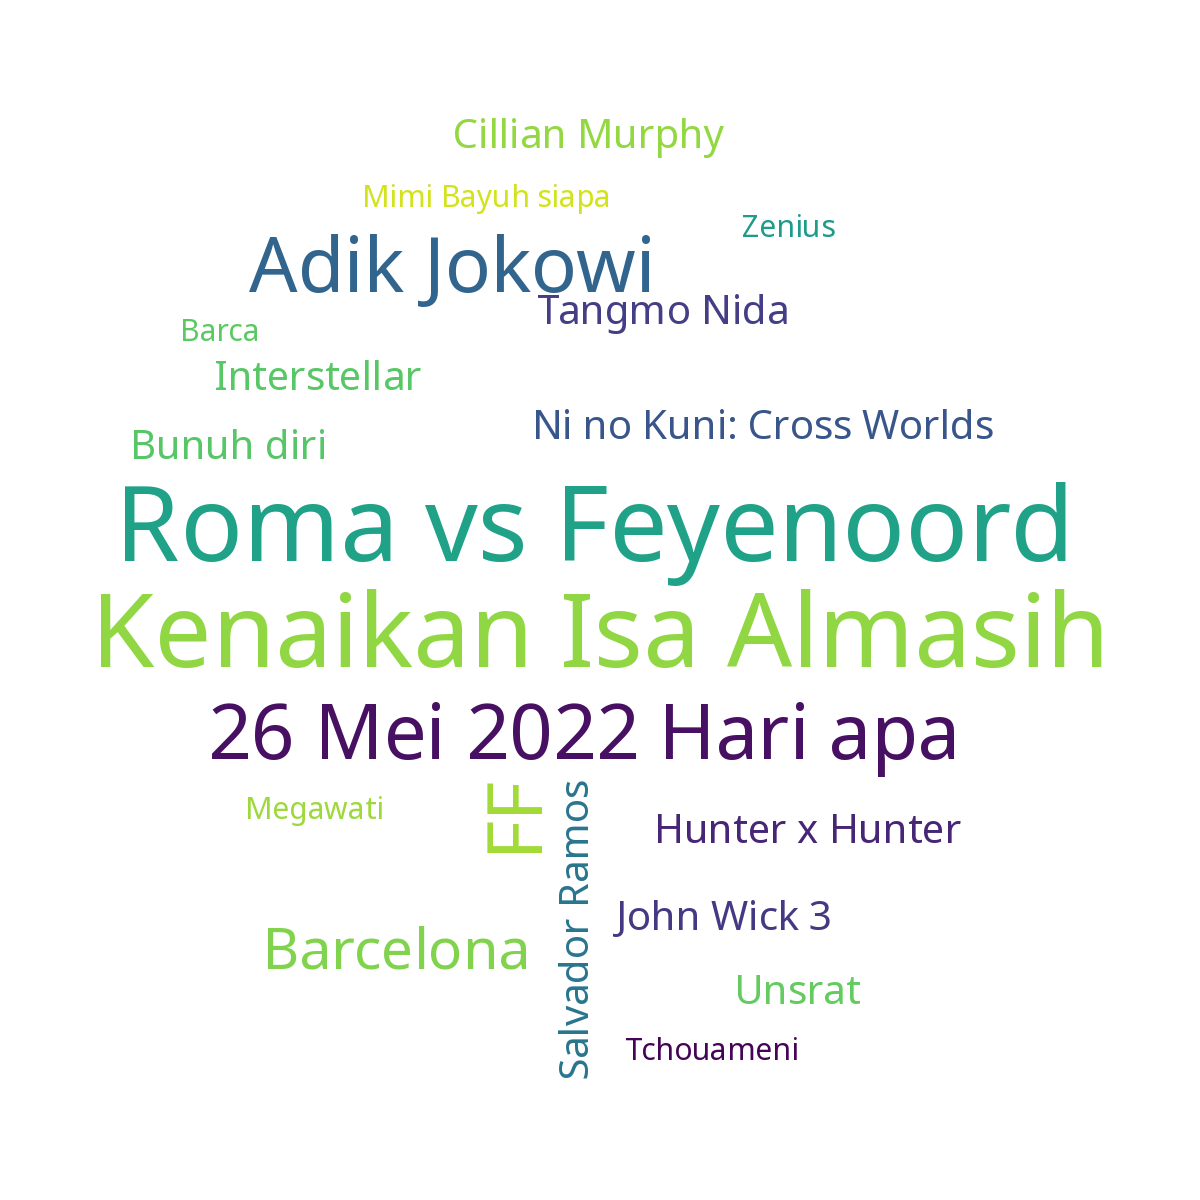 Cillian Murphy
Mimi Bayuh siapa
Zenius
Adik Jokowi
Tangmo Nida
Barca
Interstellar
Ni no Kuni: Cross Worlds
Bunuh diri
Roma vs Feyenoord
Kenaikan Isa Almasih
26 Mei 2022 Hari apa
Megawati
FF
Salvador Ramos
Hunter x Hunter
John Wick 3
Barcelona
Unsrat
Tchouameni